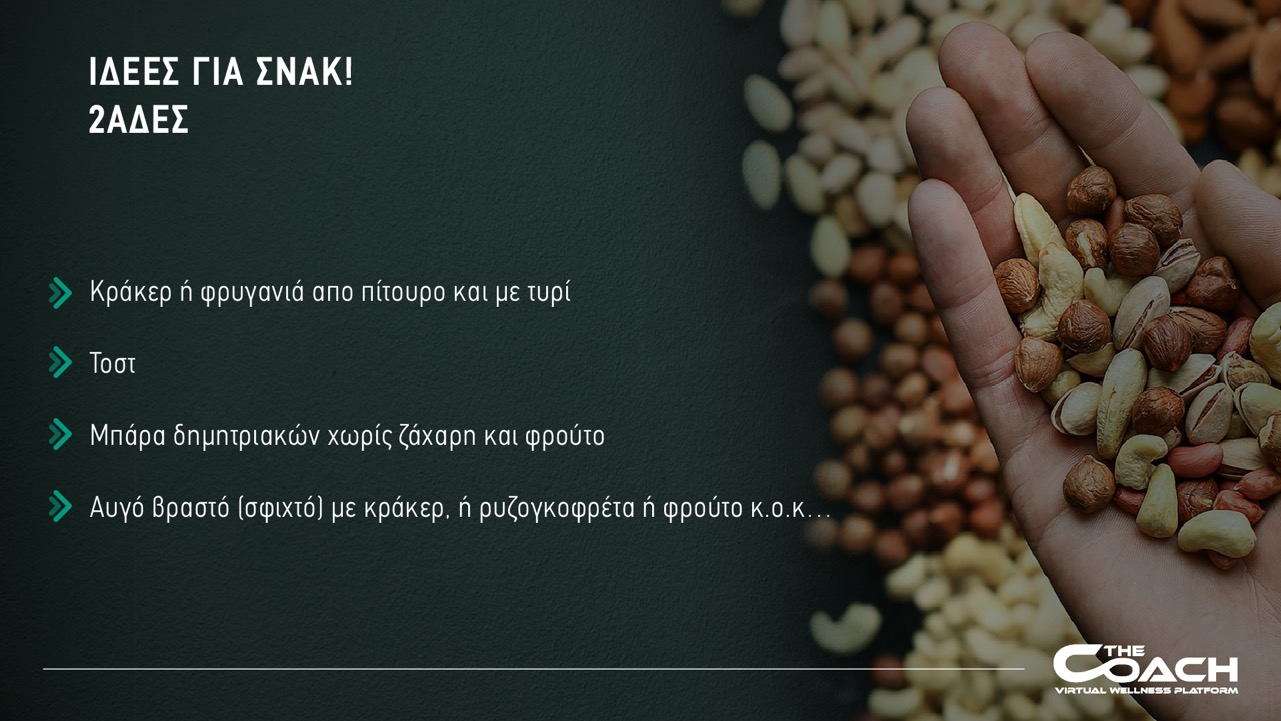 ΙΔΕΕΣ ΓΙΑ ΣΝΑΚ!
2ΑΔΕΣ
Κράκερ ή φρυγανιά απο πίτουρο και με τυρί
Τοστ
Μπάρα δημητριακών χωρίς ζάχαρη και φρούτο
Αυγό βραστό (σφιχτό) με κράκερ, ή ρυζογκοφρέτα ή φρούτο κ.ο.κ...
THE
COACH
VIRTUAL WELLNESS PLATFORM